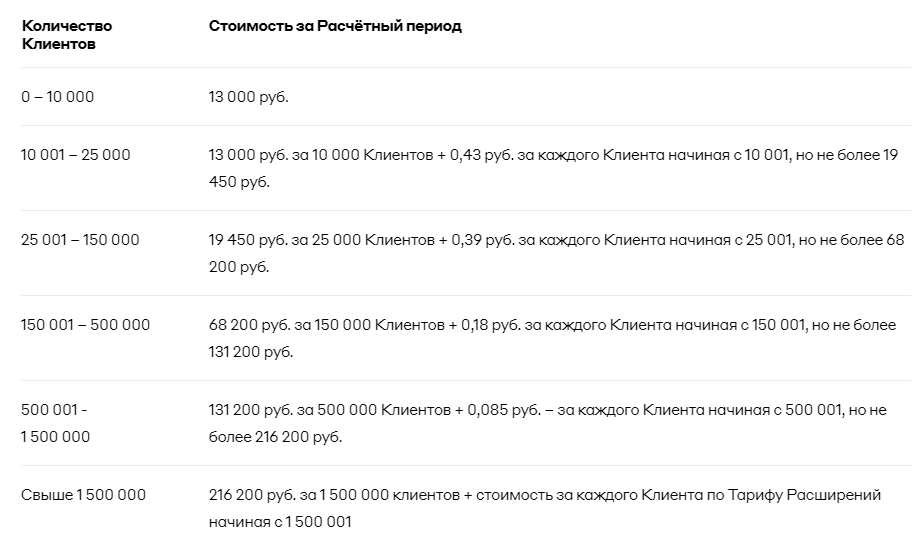 Количество
Клиентов
Стоимость за Расчётный период
0 – 10 000
13 000 руб.
10 001 – 25 000
13 000 руб. за 10 000 Клиентов + 0,43 руб. за каждого Клиента начиная с 10 001, но не более 19
450 руб.
25 001 – 150 000
19 450 руб. за 25 000 Клиентов + 0,39 руб. за каждого Клиента начиная с 25 001, но не более 68
200 руб.
150 001 – 500 000
68 200 руб. за 150 000 Клиентов + 0,18 руб. за каждого Клиента начиная с 150 001, но не более
131 200 руб.
500 001 -
1 500 000
131 200 руб. за 500 000 Клиентов + 0,085 руб. – за каждого Клиента начиная с 500 001, но не
более 216 200 руб.
Свыше 1 500 000
216 200 руб. за 1 500 000 клиентов + стоимость за каждого Клиента по Тарифу Расширений
начиная с 1 500 001